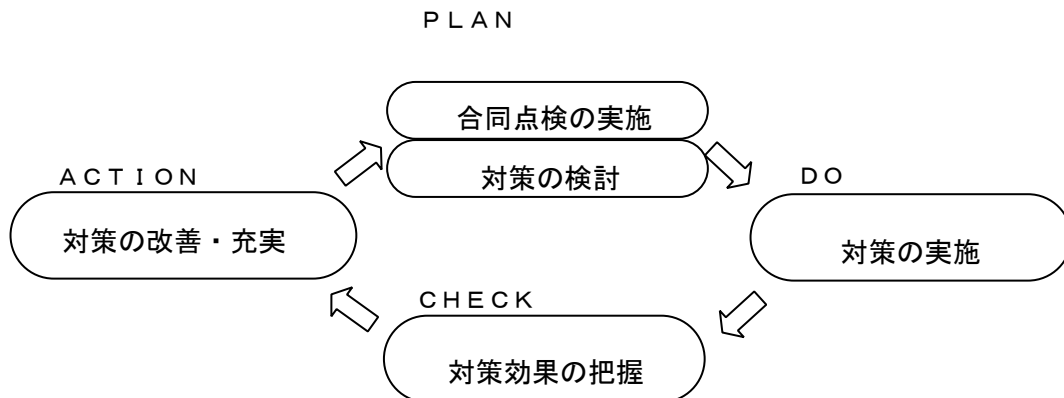 ＰＬＡＮ
合同点検の実施
対策の検討
ＡＣＴＩＯＮ
対策の改善・充実
ＤＯ
対策の実施
ＣＨＥＣＫ
対策効果の把握